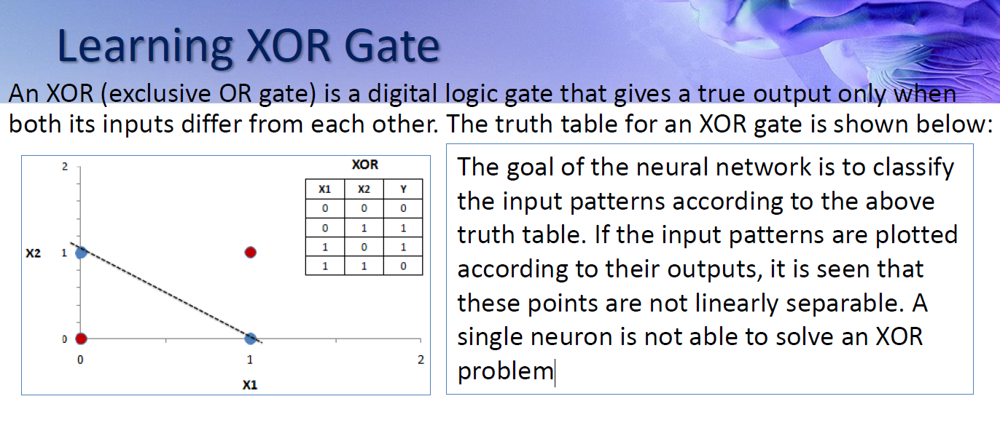 Learning XOR Gate
An XOR (exclusive OR gate) is a digital logic gate that gives a true output only when
both its inputs differ from each other. The truth table for an XOR gate is shown below:
2
X2 1
0
0 1 2
X1
XOR
X1 X2 Y
0 0 0
0 1 1
1 0 1
1 1 0
The goal of the neural network is to classify
the input patterns according to the above
truth table. If the input patterns are plotted
according to their outputs, it is seen that
these points are not linearly separable. A
single neuron is not able to solve an XOR
problem